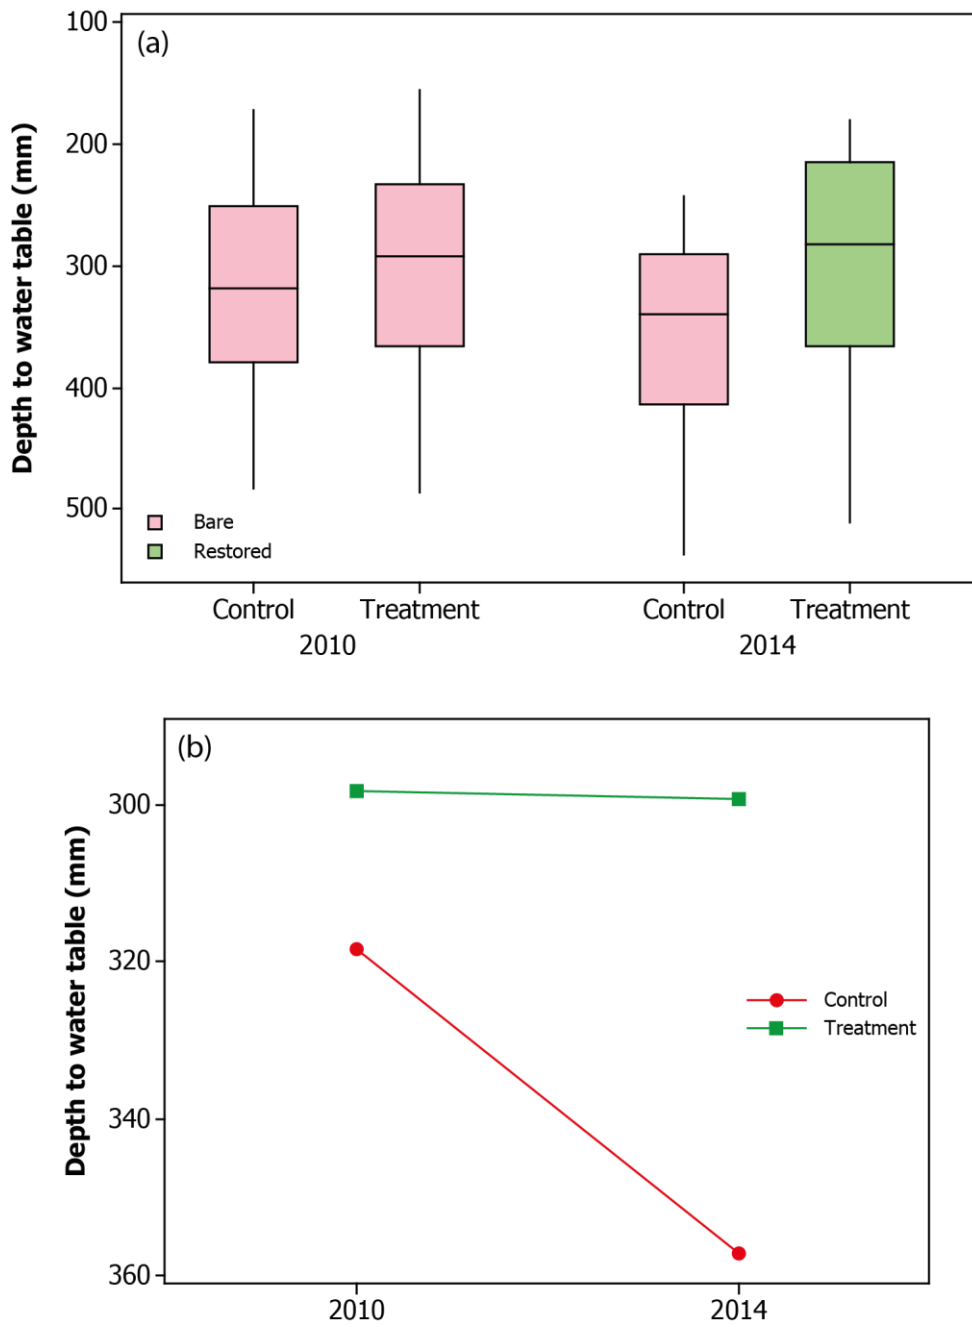 (a)
Depth to water table (mm)
100
200
300
400
500
Bare
Restored
Control Treatment Control Treatment
2010 2014
(b)
Depth to water table (mm)
300
320
340
360
Control
Treatment
2010 2014